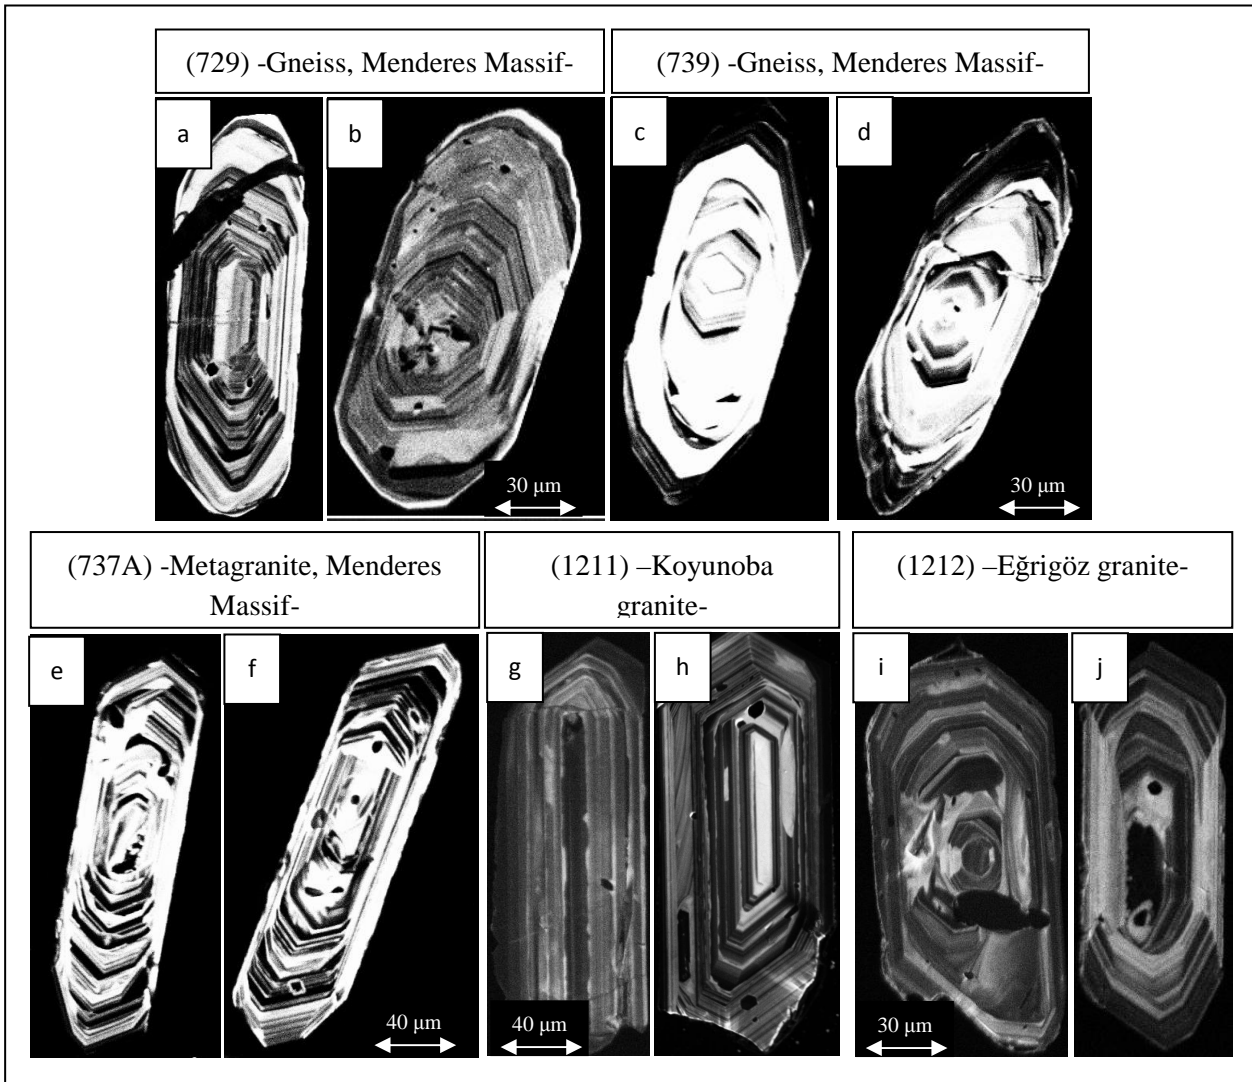 (729) -Gneiss, Menderes Massif-
(739) -Gneiss, Menderes Massif-
a
b
c
d
30 μm
30 μm
(737A) -Metagranite, Menderes
Massif-
(1211) –Koyunoba
granite-
(1212) –Eğrigöz granite-
e
f
g
h
i
j
40 μm
40 μm
30 μm